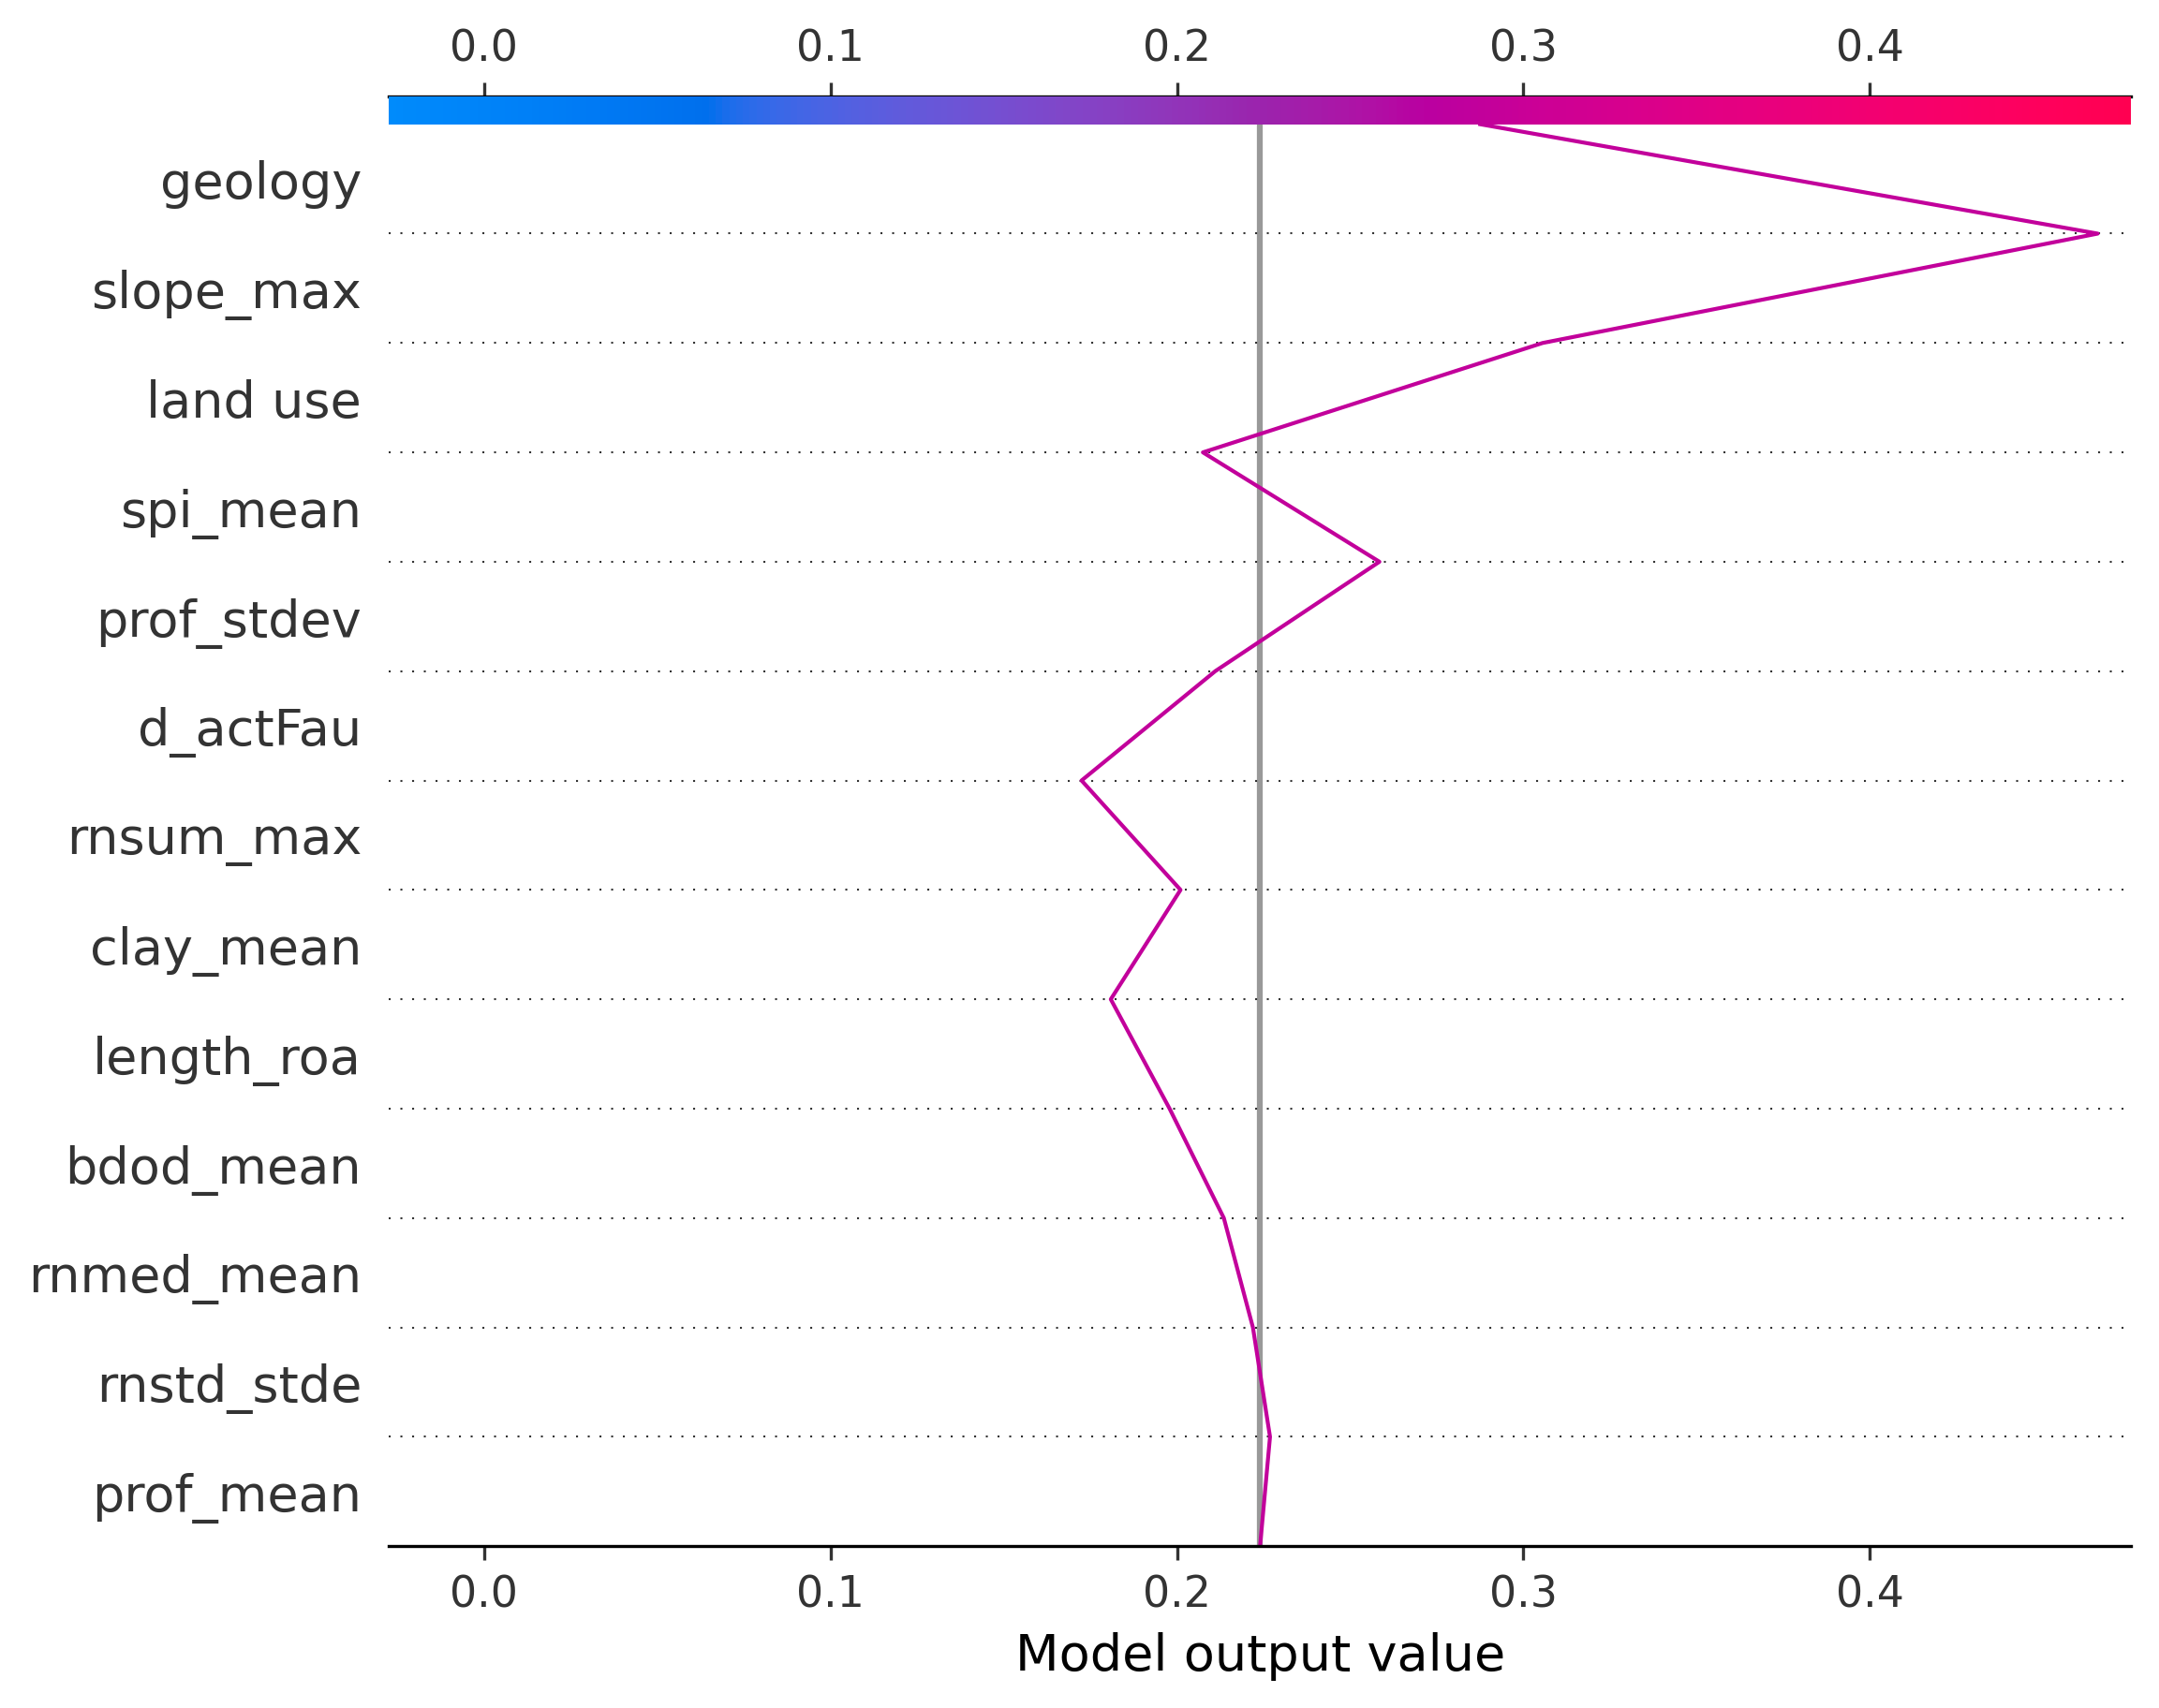 0.0 0.1 0.2 0.3 0.4
geology
slope_max
land use
spi_mean
prof_stdev
d_actFau
rnsum_max
clay_mean
length_roa
bdod_mean
rnmed_mean
rnstd_stde
prof_mean
0.0 0.1 0.2 0.3 0.4
Model output value